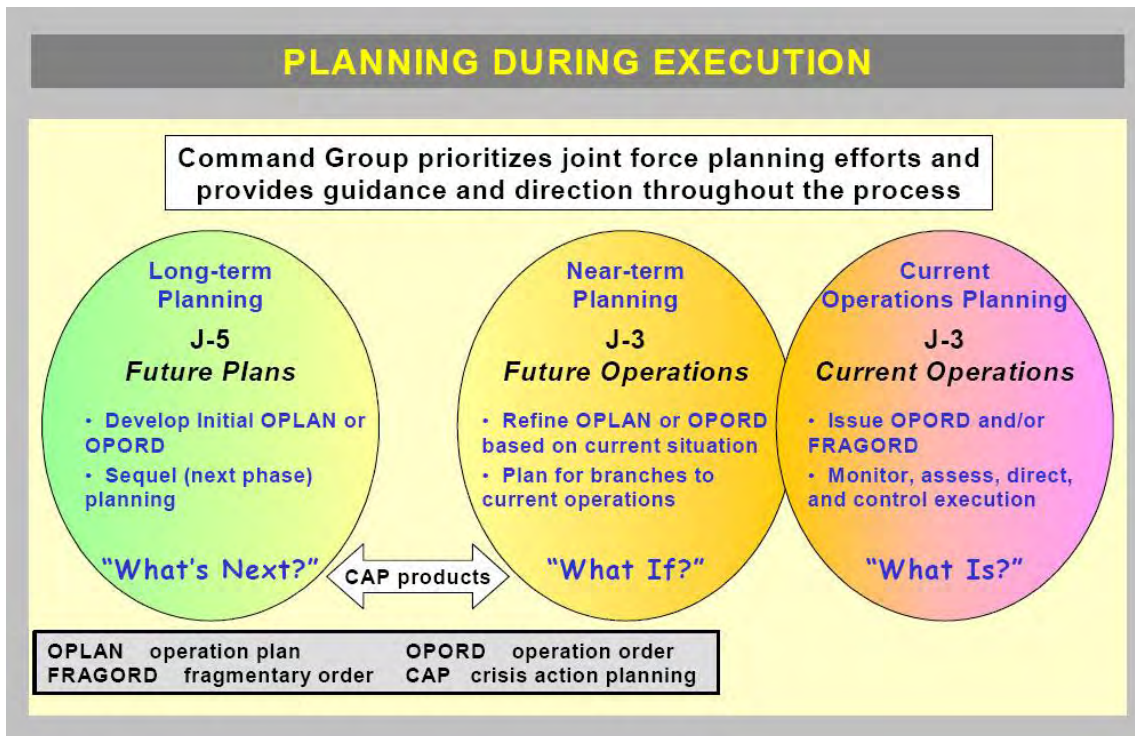 PLANNING DURING EXECUTION
Command Group prioritizes joint force planning efforts and
provides guidance and direction throughout the process
Long-term
Planning
J-5
Future Plans
• Develop Initial OPLAN or
OPORD
• Sequel (next phase)
planning
“What’s Next?”
CAP products
Near-term
Planning
J-3
Future Operations
• Refine OPLAN or OPORD
based on current situation
• Plan for branches to
current operations
“What If?”
Current
Operations Planning
J-3
Current Operations
• Issue OPORD and/or
FRAGORD
• Monitor, assess, direct,
and control execution
“What Is?”
OPLAN operation plan OPORD operation order
FRAGORD fragmentary order CAP crisis action planning